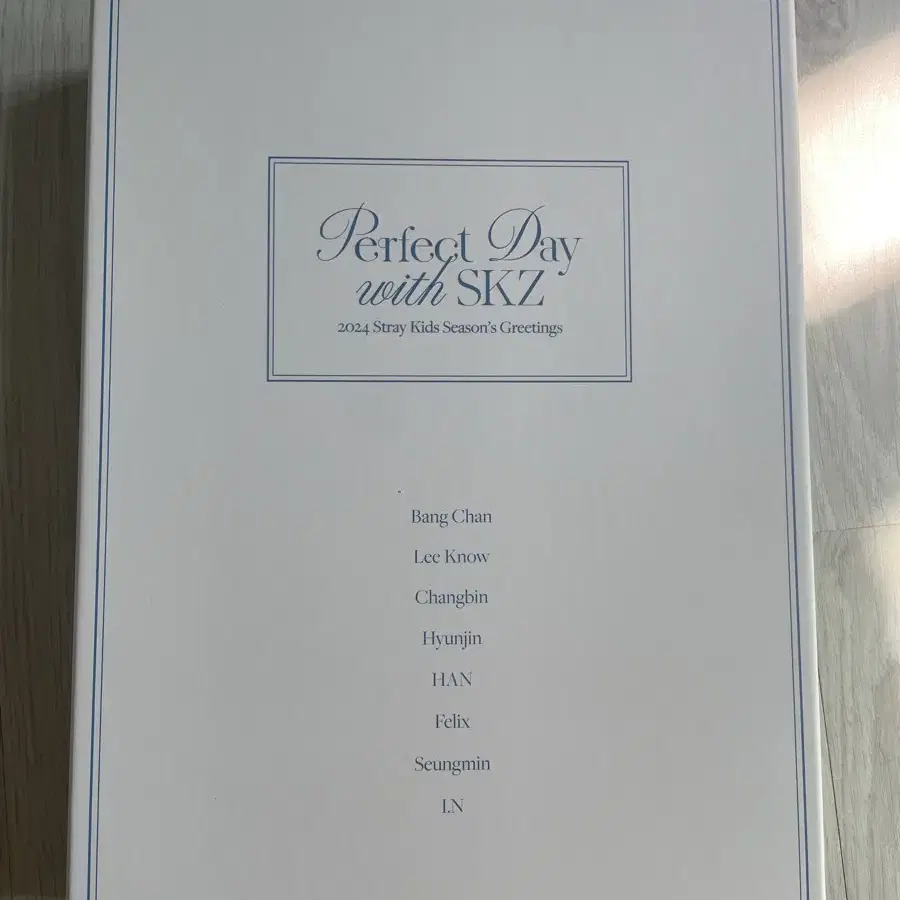 Perfect Day
with SKZ
2024 Stray Kids Season's Greetings
Bang Chan
Lee Know
Changbin
Hyunjin
HAN
Felix
Seungmin
I.N